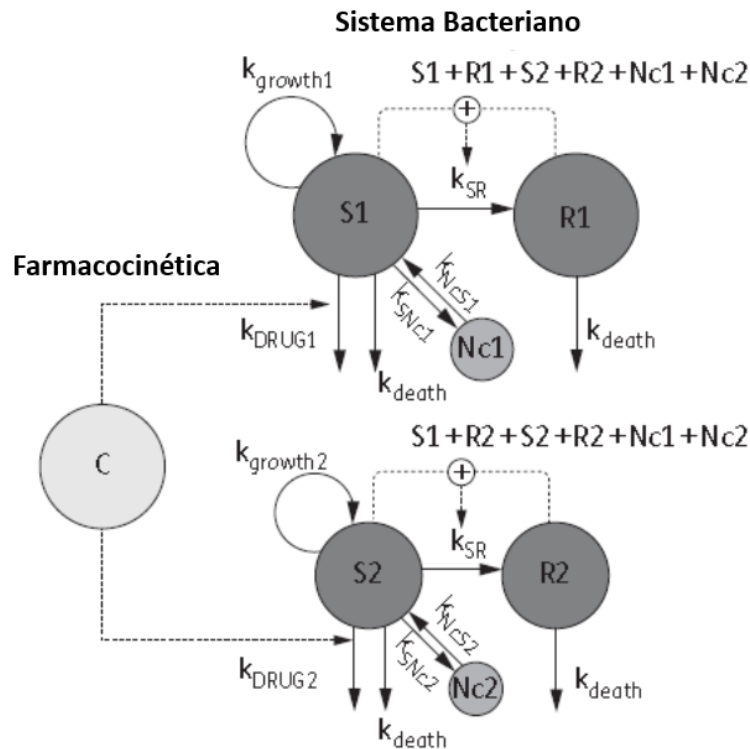 Sistema Bacteriano
k_growth1
S1+R1+S2+R2+Nc1+Nc2
+
k_SR
S1
R1
Farmacocinética
k_NcS1
k_SNc1
k_DRUG1
Nc1
k_death
k_death
S1+R2+S2+R2+Nc1+Nc2
k_growth2
+
C
k_SR
S2
R2
k_NcS2
k_SNc2
k_DRUG2
Nc2
k_death
k_death